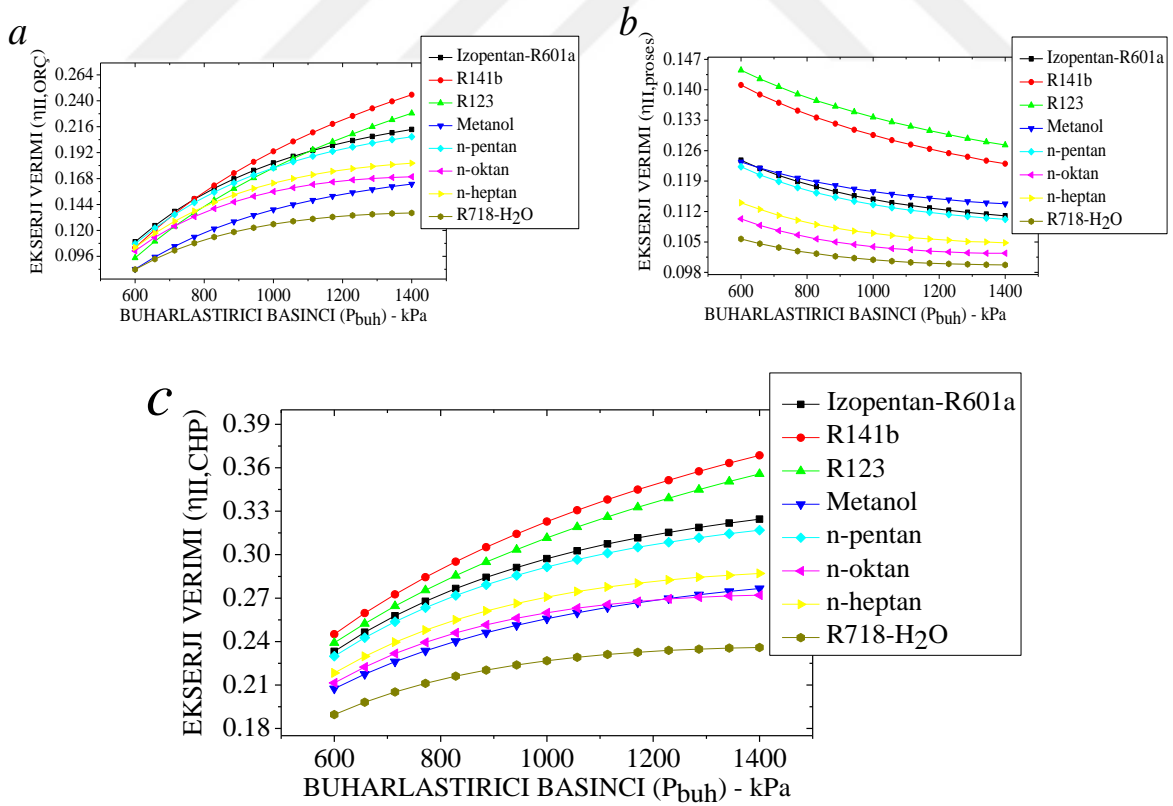 a
EKSERJİ VERİMİ (ηII,ORÇ)
0.264
0.240
0.216
0.192
0.168
0.144
0.120
0.096
600 800 1000 1200 1400
BUHARLASTIRICI BASINCI (Pbuh) - kPa
Izopentan-R601a
R141b
R123
Metanol
n-pentan
n-oktan
n-heptan
R718-H2O
b
EKSERJİ VERİMİ (ηII,proses)
0.147
0.140
0.133
0.126
0.119
0.112
0.105
0.098
600 800 1000 1200 1400
BUHARLASTIRICI BASINCI (Pbuh) - kPa
Izopentan-R601a
R141b
R123
Metanol
n-pentan
n-oktan
n-heptan
R718-H2O
c
EKSERJİ VERİMİ (ηII,CHP)
0.39
0.36
0.33
0.30
0.27
0.24
0.21
0.18
600 800 1000 1200 1400
BUHARLASTIRICI BASINCI (Pbuh) - kPa
Izopentan-R601a
R141b
R123
Metanol
n-pentan
n-oktan
n-heptan
R718-H2O